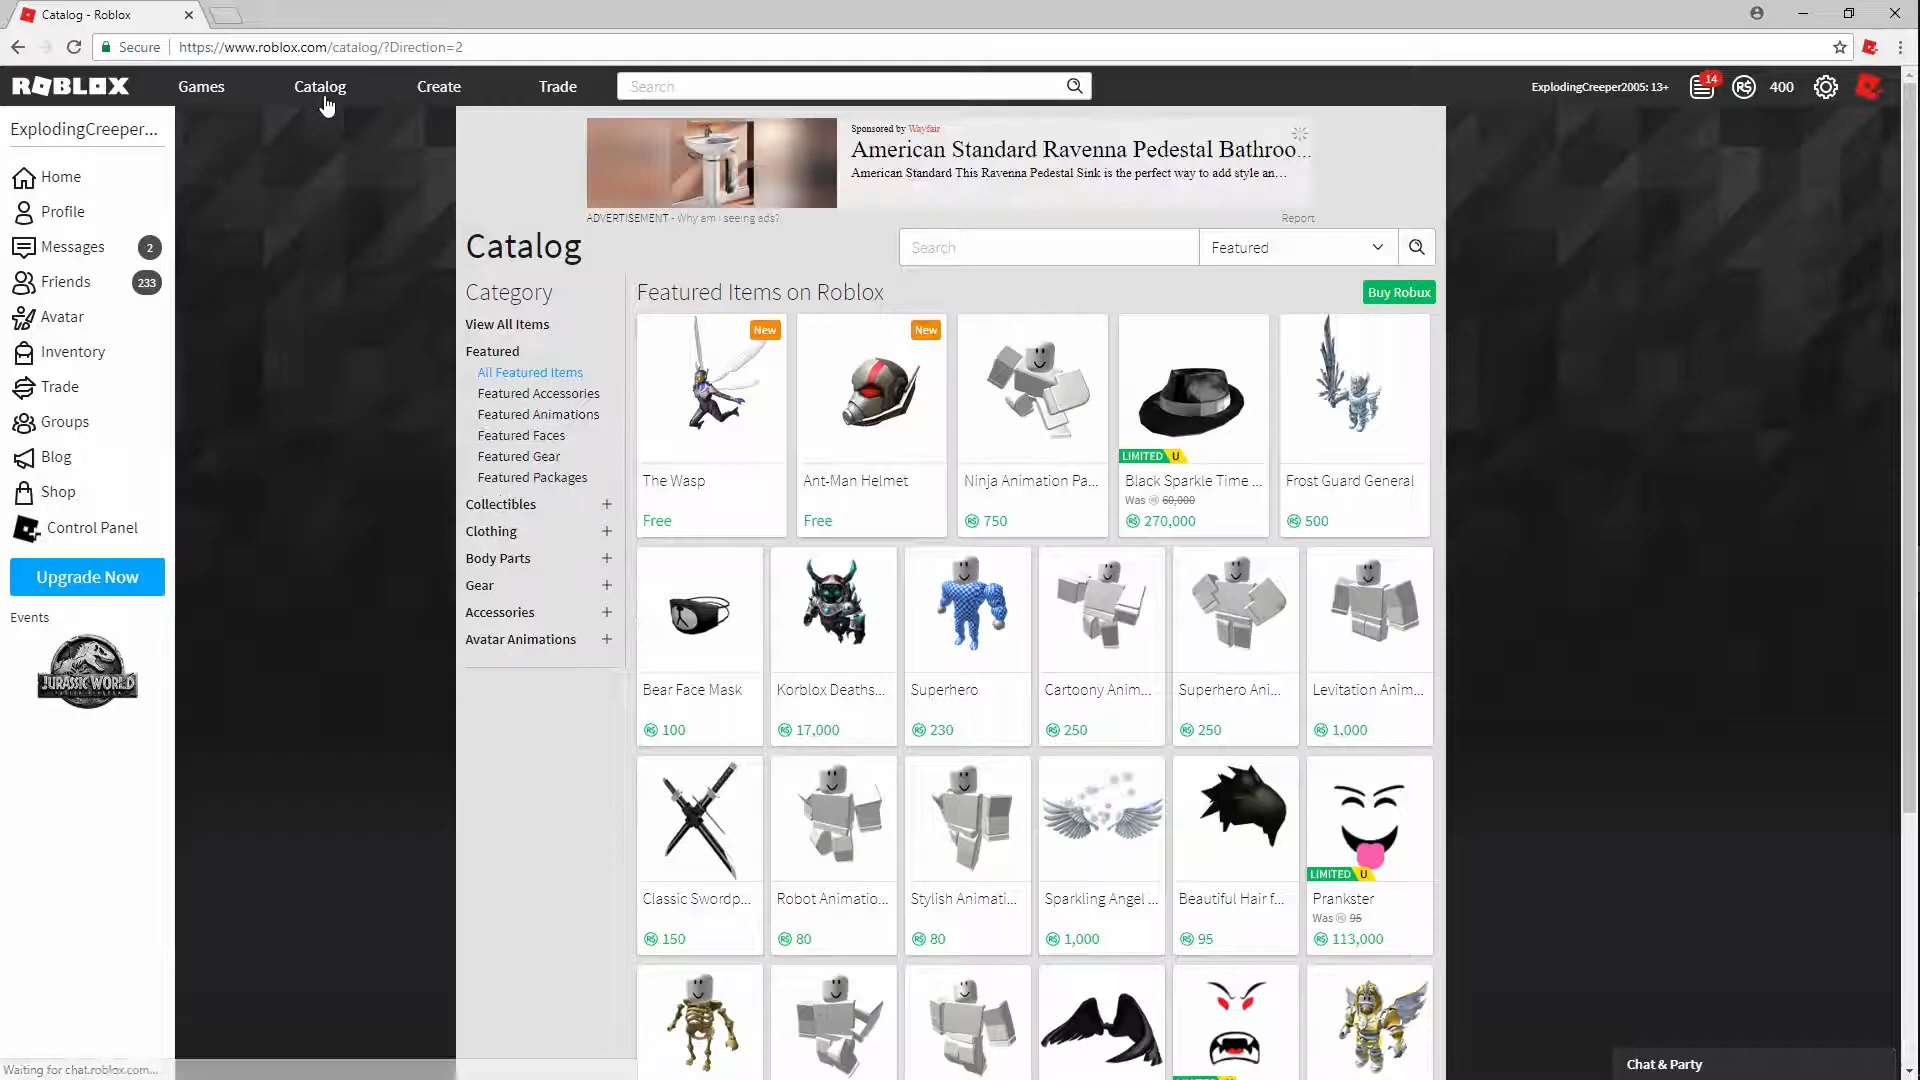 Catalog - Roblox
Secure
https://www.roblox.com/catalog/?Direction=2
ROBLOX
Games
Catalog
Create
Trade
Search
ExplodingCreeper2005: 13+
14
400
ExplodingCreeper...
Home
Profile
Messages
2
Friends
233
Avatar
Inventory
Trade
Groups
Blog
Shop
Control Panel
Upgrade Now
Events
JURASSIC WORLD
Sponsored by Wayfair
American Standard Ravenna Pedestal Bathroo...
American Standard This Ravenna Pedestal Sink is the perfect way to add style an...
ADVERTISEMENT - Why am I seeing ads?
Report
Catalog
Search
Featured
Category
View All Items
Featured
All Featured Items
Featured Accessories
Featured Animations
Featured Faces
Featured Gear
Featured Packages
Collectibles +
Clothing +
Body Parts +
Gear +
Accessories +
Avatar Animations +
Featured Items on Roblox
Buy Robux
New
The Wasp
Free
New
Ant-Man Helmet
Free
Ninja Animation Pa...
R$ 750
LIMITED U
Black Sparkle Time ...
Was R$ 60,000
R$ 270,000
Frost Guard General
R$ 500
Bear Face Mask
R$ 100
Korblox Deaths...
R$ 17,000
Superhero
R$ 230
Cartoony Anim...
R$ 250
Superhero Ani...
R$ 250
Levitation Anim...
R$ 1,000
Classic Swordp...
R$ 150
Robot Animatio...
R$ 80
Stylish Animati...
R$ 80
Sparkling Angel ...
R$ 1,000
Beautiful Hair f...
R$ 95
LIMITED U
Prankster
Was R$ 95
R$ 113,000
Waiting for chat.roblox.com...
Chat & Party